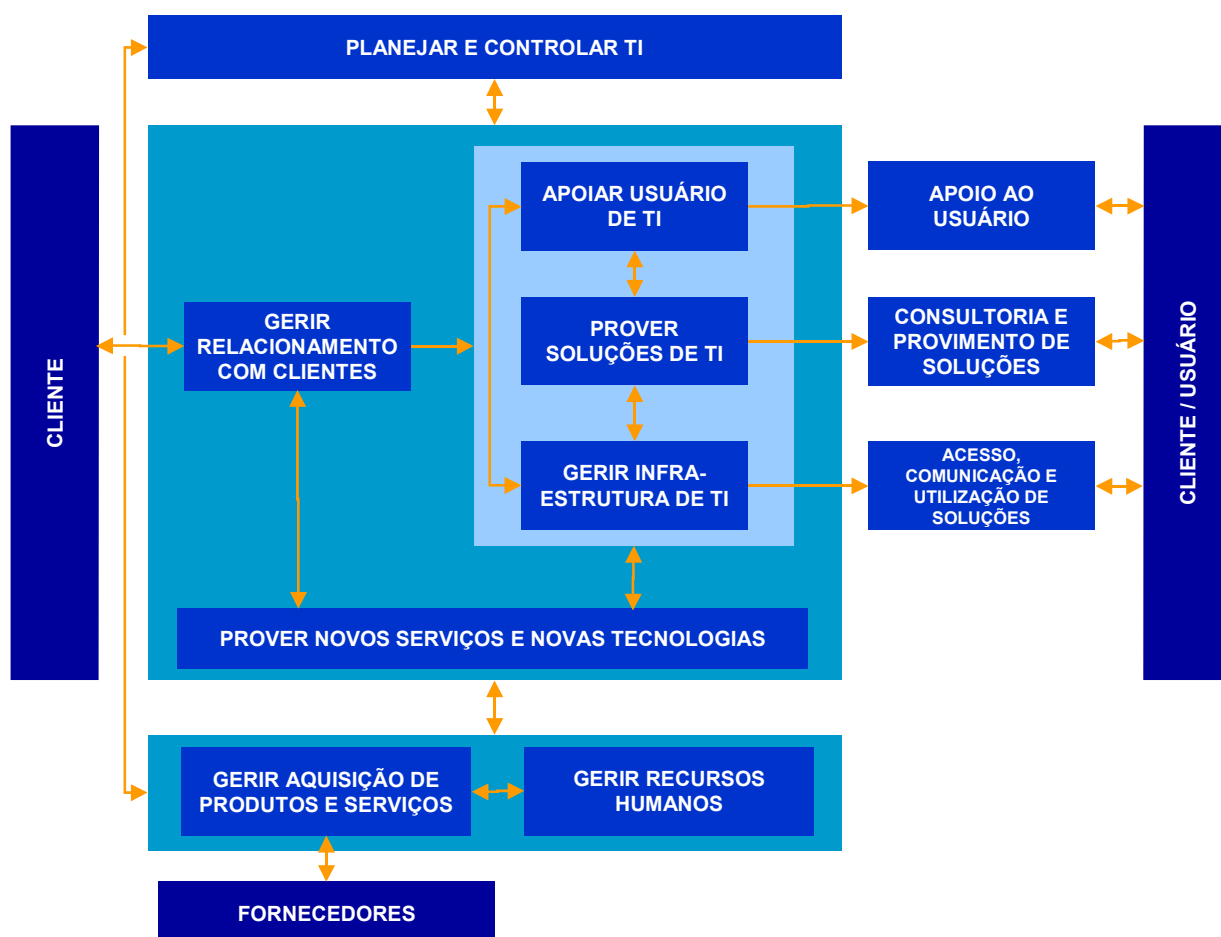 PLANEJAR E CONTROLAR TI
CLIENTE
APOIAR USUÁRIO
DE TI
APOIO AO
USUÁRIO
GERIR
RELACIONAMENTO
COM CLIENTES
PROVER
SOLUÇÕES DE TI
CONSULTORIA E
PROVIMENTO DE
SOLUÇÕES
GERIR INFRA-
ESTRUTURA DE TI
ACESSO,
COMUNICAÇÃO E
UTILIZAÇÃO DE
SOLUÇÕES
CLIENTE / USUÁRIO
PROVER NOVOS SERVIÇOS E NOVAS TECNOLOGIAS
GERIR AQUISIÇÃO DE
PRODUTOS E SERVIÇOS
GERIR RECURSOS
HUMANOS
FORNECEDORES